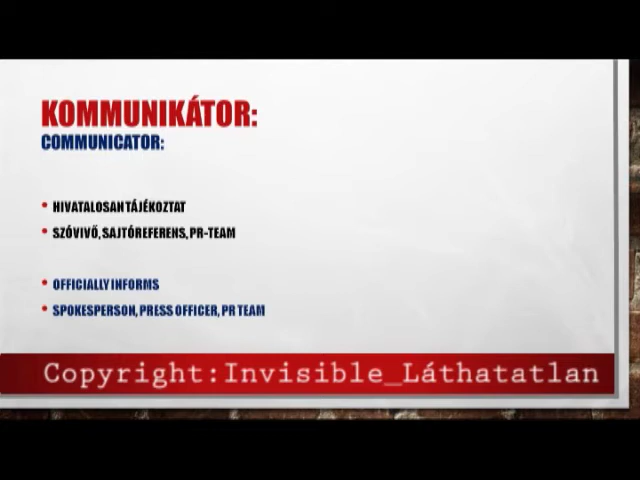 KOMMUNIKÁTOR:
COMMUNICATOR:
• HIVATALOSAN TÁJÉKOZTAT
• SZÓVIVŐ, SAJTÓREFERENS, PR-TEAM
• OFFICIALLY INFORMS
• SPOKESPERSON, PRESS OFFICER, PR TEAM
Copyright:Invisible_Láthatatlan